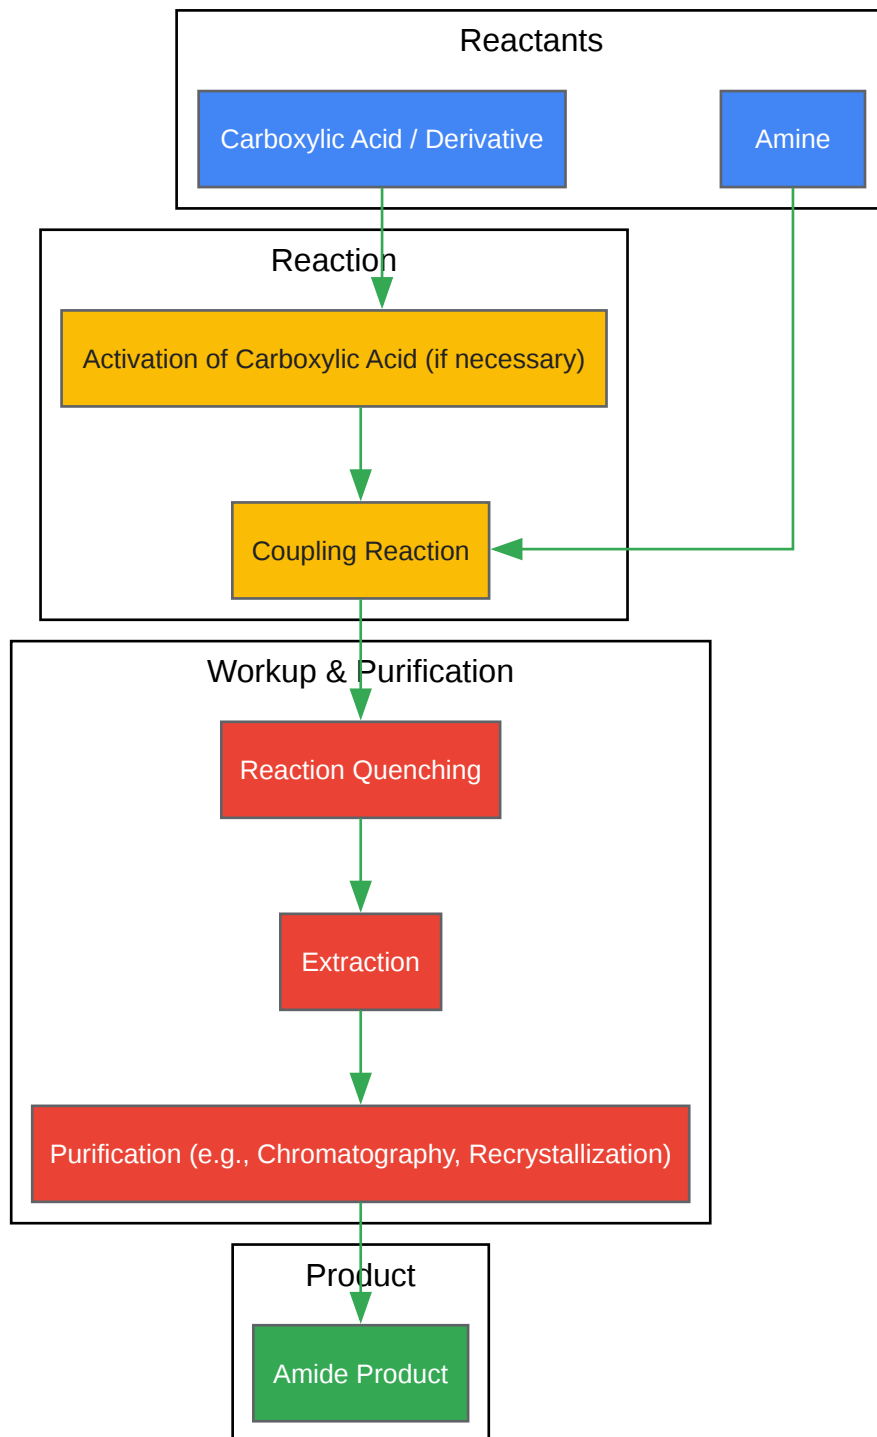 Reactants
Carboxylic Acid / Derivative
Amine
Reaction
Activation of Carboxylic Acid (if necessary)
Coupling Reaction
Workup & Purification
Reaction Quenching
Extraction
Purification (e.g., Chromatography, Recrystallization)
Product
Amide Product